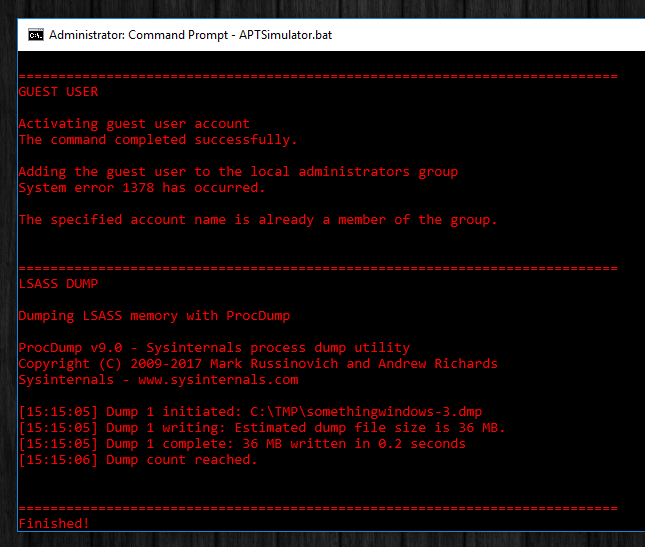 Administrator: Command Prompt - APTSimulator.bat
===========================================================================
GUEST USER
Activating guest user account
The command completed successfully.
Adding the guest user to the local administrators group
System error 1378 has occurred.
The specified account name is already a member of the group.
===========================================================================
LSASS DUMP
Dumping LSASS memory with ProcDump
ProcDump v9.0 - Sysinternals process dump utility
Copyright (C) 2009-2017 Mark Russinovich and Andrew Richards
Sysinternals - www.sysinternals.com
[15:15:05] Dump 1 initiated: C:\TMP\somethingwindows-3.dmp
[15:15:05] Dump 1 writing: Estimated dump file size is 36 MB.
[15:15:05] Dump 1 complete: 36 MB written in 0.2 seconds
[15:15:06] Dump count reached.
===========================================================================
Finished!